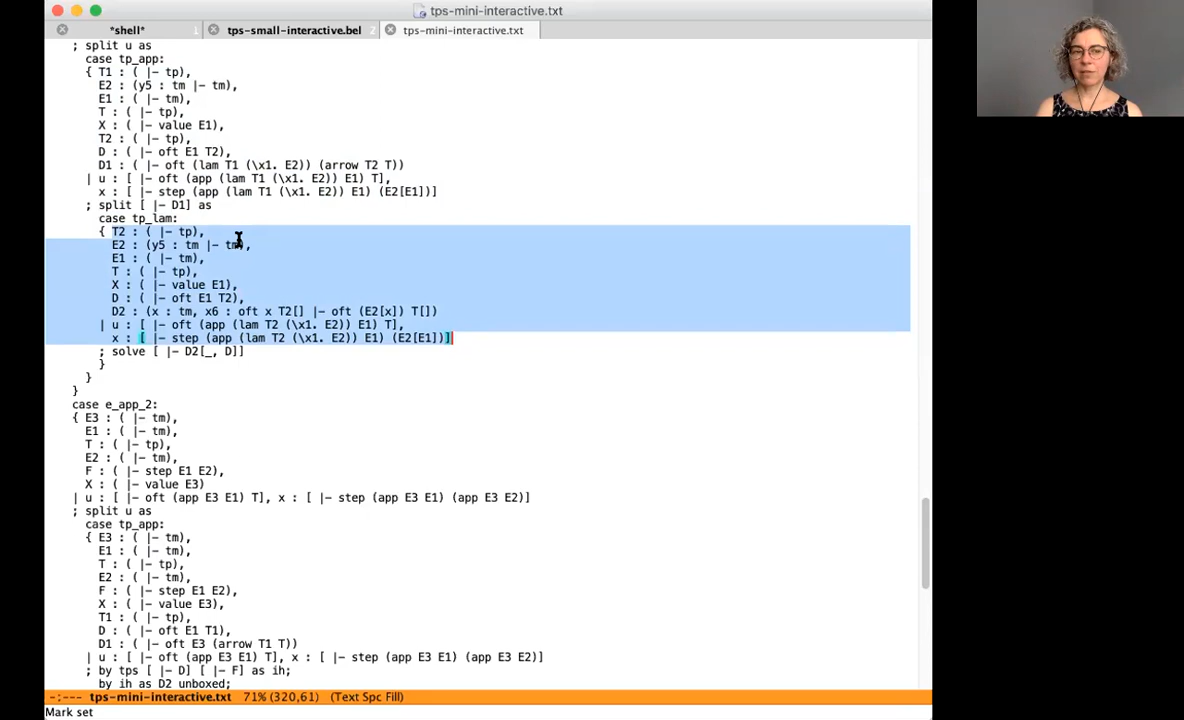 tps-mini-interactive.txt
*shell* 1 tps-small-interactive.bel 2 tps-mini-interactive.txt
; split u as
case tp_app:
{ T1 : ( |- tp),
E2 : (y5 : tm |- tm),
E1 : ( |- tm),
T : ( |- tp),
X : ( |- value E1),
T2 : ( |- tp),
D : ( |- oft E1 T2),
D1 : ( |- oft (lam T1 (\x1. E2)) (arrow T2 T))
| u : [ |- oft (app (lam T1 (\x1. E2)) E1) T],
x : [ |- step (app (lam T1 (\x1. E2)) E1) (E2[E1])]
; split [ |- D1] as
case tp_lam:
{ T2 : ( |- tp),
E2 : (y5 : tm |- tm),
E1 : ( |- tm),
T : ( |- tp),
X : ( |- value E1),
D : ( |- oft E1 T2),
D2 : (x : tm, x6 : oft x T2[] |- oft (E2[x]) T[])
| u : [ |- oft (app (lam T2 (\x1. E2)) E1) T],
x : [ |- step (app (lam T2 (\x1. E2)) E1) (E2[E1])]
; solve [ |- D2[_, D]]
}
}
}
case e_app_2:
{ E3 : ( |- tm),
E1 : ( |- tm),
T : ( |- tp),
E2 : ( |- tm),
F : ( |- step E1 E2),
X : ( |- value E3)
| u : [ |- oft (app E3 E1) T], x : [ |- step (app E3 E1) (app E3 E2)]
; split u as
case tp_app:
{ E3 : ( |- tm),
E1 : ( |- tm),
T : ( |- tp),
E2 : ( |- tm),
F : ( |- step E1 E2),
X : ( |- value E3),
T1 : ( |- tp),
D : ( |- oft E1 T1),
D1 : ( |- oft E3 (arrow T1 T))
| u : [ |- oft (app E3 E1) T], x : [ |- step (app E3 E1) (app E3 E2)]
; by tps [ |- D] [ |- F] as ih;
by ih as D2 unboxed;
-:--- tps-mini-interactive.txt 71% (320,61) (Text Spc Fill)
Mark set